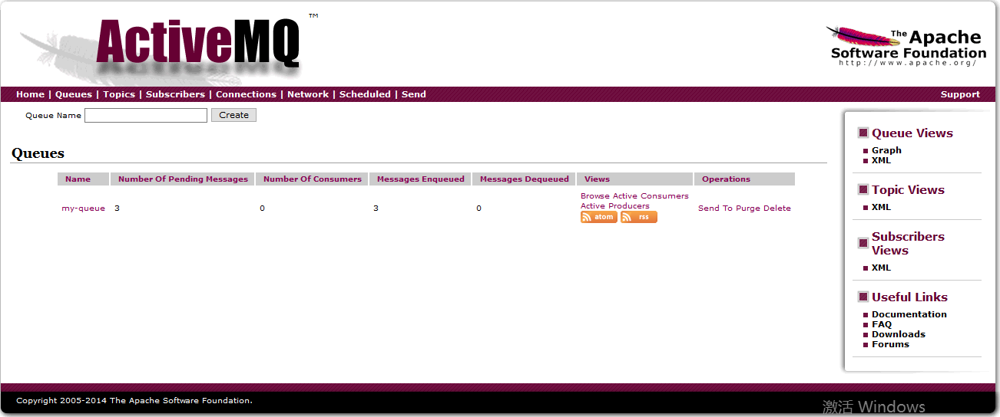 ActiveMQ ™
The Apache
Software Foundation
http://www.apache.org/
Home | Queues | Topics | Subscribers | Connections | Network | Scheduled | Send
Support
Queue Name Create
Queues
Name Number Of Pending Messages Number Of Consumers Messages Enqueued Messages Dequeued Views Operations
my-queue 3 0 3 0
Browse Active Consumers
Active Producers
atom rss
Send To Purge Delete
Queue Views
Graph
XML
Topic Views
XML
Subscribers
Views
XML
Useful Links
Documentation
FAQ
Downloads
Forums
Copyright 2005-2014 The Apache Software Foundation.
激活 Windows